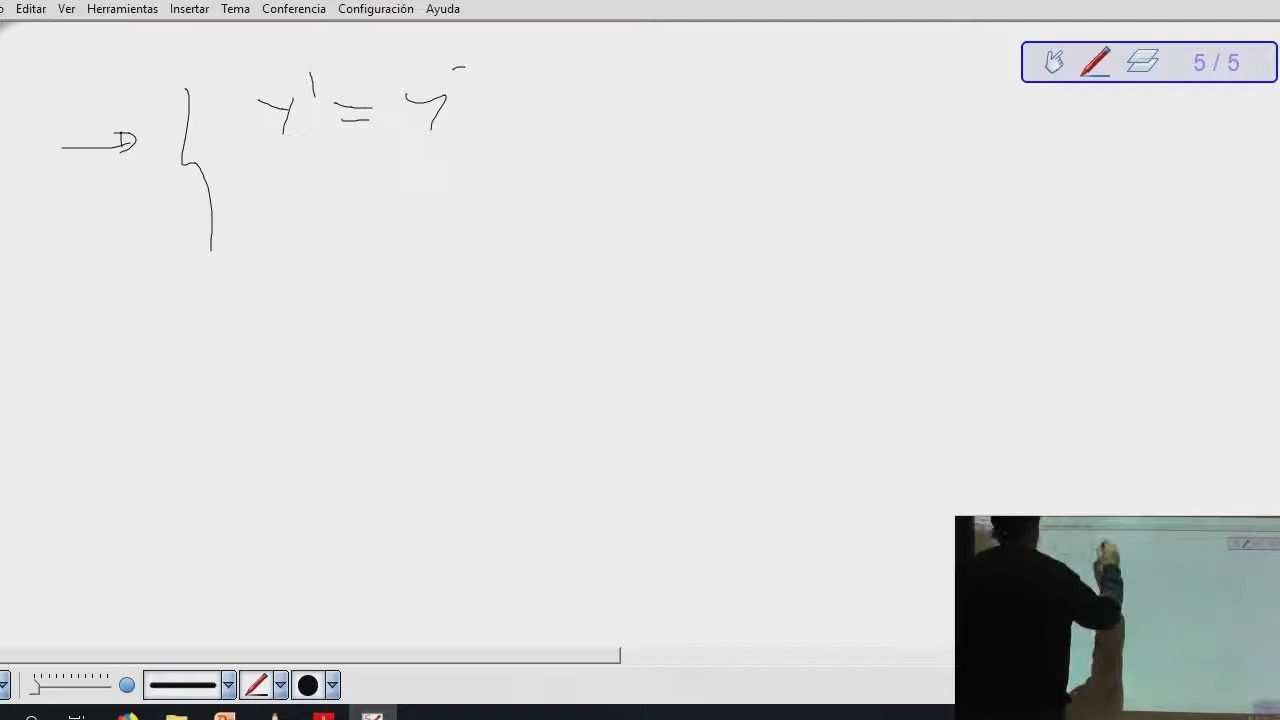 Editar Ver Herramientas Insertar Tema Conferencia Configuración Ayuda
5 / 5
→ { y' = y